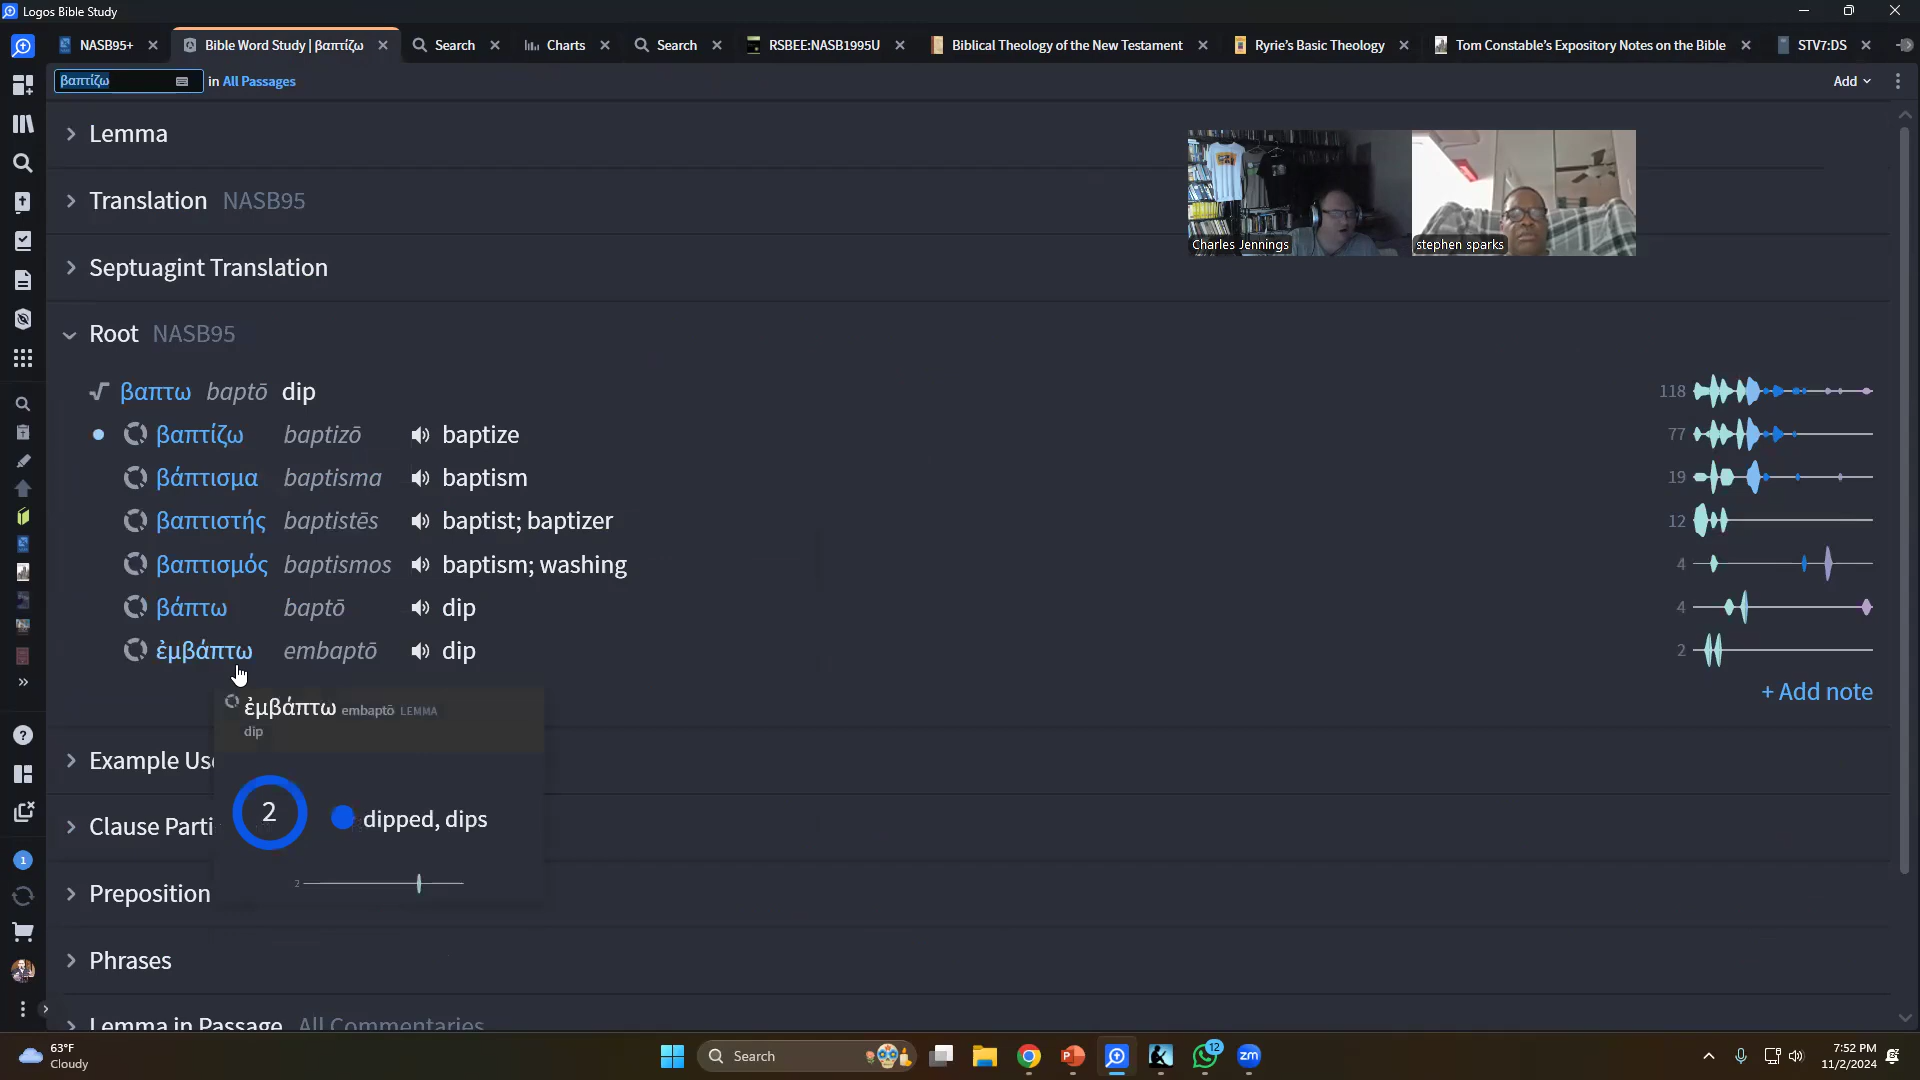 Logos Bible Study
NASB95+
Bible Word Study | βαπτίζω
Search
Charts
Search
RSBEE:NASB1995U
Biblical Theology of the New Testament
Ryrie's Basic Theology
Tom Constable's Expository Notes on the Bible
STV7:DS
βαπτίζω in All Passages
Add
Lemma
Translation NASB95
Septuagint Translation
Charles Jennings
stephen sparks
Root NASB95
βαπτω baptō dip 118
βαπτίζω baptizō baptize 77
βάπτισμα baptisma baptism 19
βαπτιστής baptistēs baptist; baptizer 12
βαπτισμός baptismos baptism; washing 4
βάπτω baptō dip 4
ἐμβάπτω embaptō dip 2
+ Add note
ἐμβάπτω embaptō LEMMA
dip
Example Us
2
dipped, dips
Clause Parti
2
Preposition
Phrases
Lemma in Passage All Commentaries
1
63°F
Cloudy
Search
12
zm
7:52 PM
11/2/2024